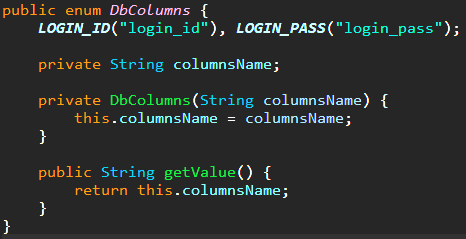 public enum DbColumns {
    LOGIN_ID("login_id"), LOGIN_PASS("login_pass");
    private String columnsName;
    private DbColumns(String columnsName) {
        this.columnsName = columnsName;
    }
    public String getValue() {
        return this.columnsName;
    }
}